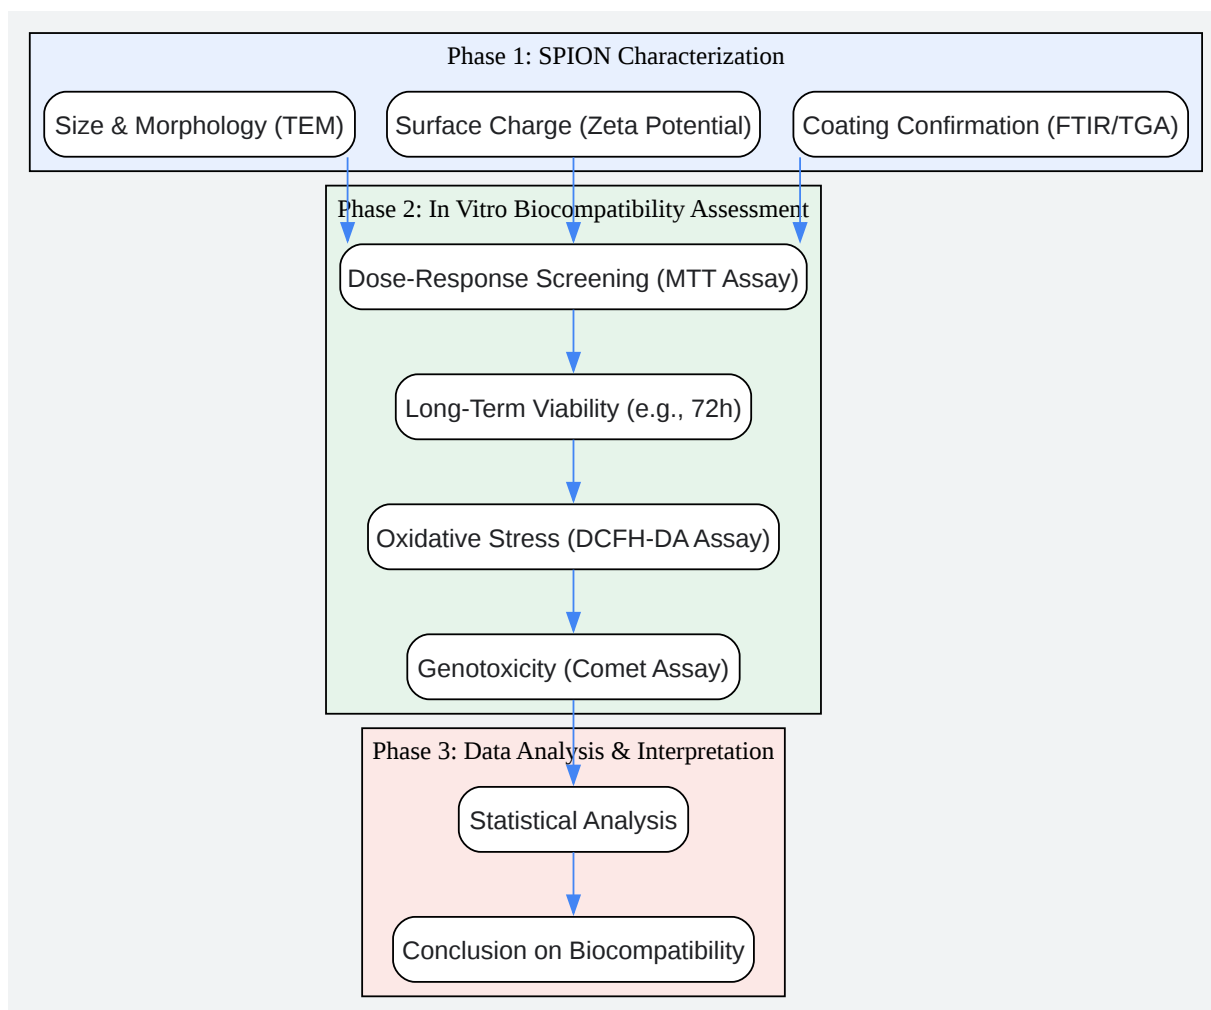 Phase 1: SPION Characterization
Size & Morphology (TEM)
Surface Charge (Zeta Potential)
Coating Confirmation (FTIR/TGA)
Phase 2: In Vitro Biocompatibility Assessment
Dose-Response Screening (MTT Assay)
Long-Term Viability (e.g., 72h)
Oxidative Stress (DCFH-DA Assay)
Genotoxicity (Comet Assay)
Phase 3: Data Analysis & Interpretation
Statistical Analysis
Conclusion on Biocompatibility